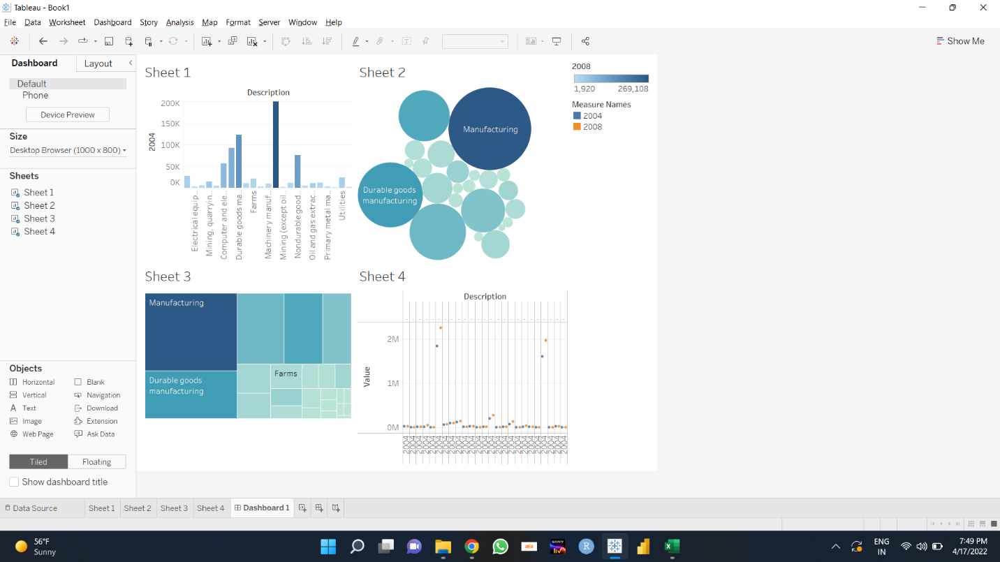 Tableau - Book1
File Data Worksheet Dashboard Story Analysis Map Format Server Window Help
Show Me
Dashboard Layout
Default
Phone
Device Preview
Size
Desktop Browser (1000 x 800)
Sheets
Sheet 1
Sheet 2
Sheet 3
Sheet 4
Objects
Horizontal Blank
Vertical Navigation
Text Download
Image Extension
Web Page Ask Data
Tiled Floating
Show dashboard title
Sheet 1
Description
2004
200K
150K
100K
50K
0K
Electrical equip..
Mining, quarryin..
Computer and ele..
Durable goods ma..
Farms
Machinery manuf..
Mining (except oil..
Nondurable good..
Oil and gas extrac..
Primary metal ma..
Utilities
Sheet 2
Manufacturing
Durable goods
manufacturing
2008
1,920 269,108
Measure Names
2004
2008
Sheet 3
Manufacturing
Durable goods
manufacturing
Farms
Sheet 4
Description
Value
2M
1M
0M
2004 2004 2004 2004 2004 2004 2004 2004 2004 2004 2004 2004 2004 2004 2004 2004 2004 2004 2004 2004 2004 2004 2004 2004 2004
Data Source Sheet 1 Sheet 2 Sheet 3 Sheet 4 Dashboard 1
56°F
Sunny
SONY
liv
R
ENG
IN
7:49 PM
4/17/2022